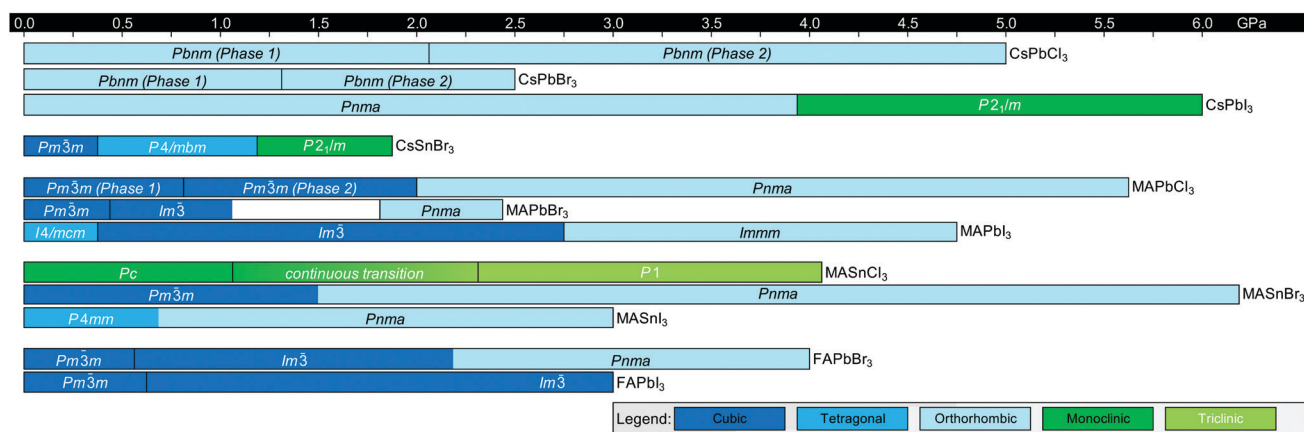 0.0 0.5 1.0 1.5 2.0 2.5 3.0 3.5 4.0 4.5 5.0 5.5 6.0 GPa
Pbnm (Phase 1) Pbnm (Phase 2) CsPbCl₃
Pbnm (Phase 1) Pbnm (Phase 2) CsPbBr₃
Pnma P2₁/m CsPbI₃
Pm3̄m P4/mbm P2₁/m CsSnBr₃
Pm3̄m (Phase 1) Pm3̄m (Phase 2) Pnma MAPbCl₃
Pm3̄m Im3̄ Pnma MAPbBr₃
I4/mcm Im3̄ Immm MAPbI₃
Pc continuous transition P1 MASnCl₃
Pm3̄m Pnma MASnBr₃
P4mm Pnma MASnI₃
Pm3̄m Im3̄ Pnma FAPbBr₃
Pm3̄m Im3̄ FAPbI₃
Legend: Cubic Tetragonal Orthorhombic Monoclinic Triclinic